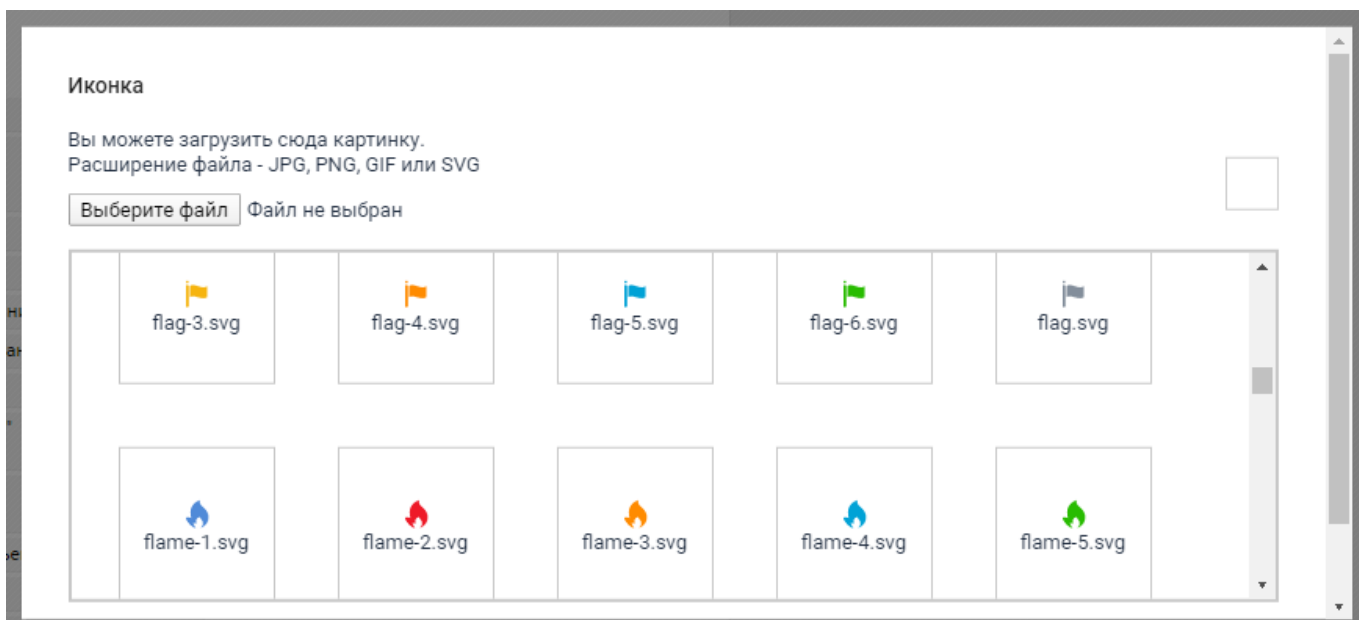 Иконка
Вы можете загрузить сюда картинку.
Расширение файла - JPG, PNG, GIF или SVG
Выберите файл Файл не выбран
flag-3.svg flag-4.svg flag-5.svg flag-6.svg flag.svg
flame-1.svg flame-2.svg flame-3.svg flame-4.svg flame-5.svg